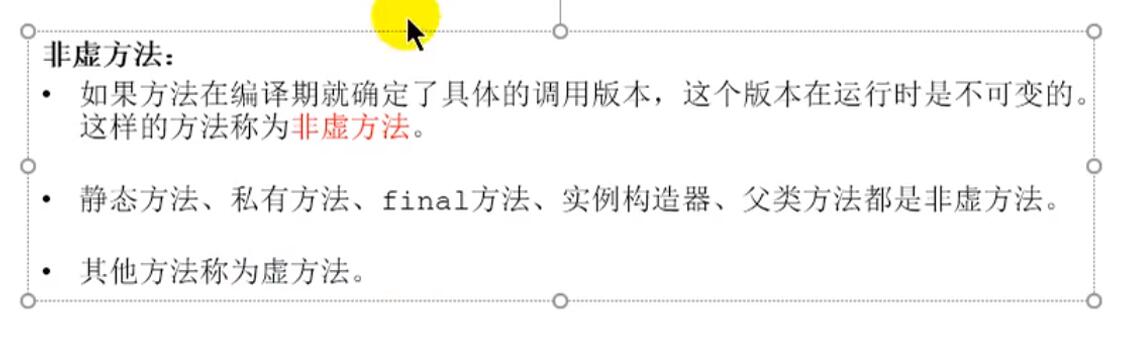 非虚方法：
• 如果方法在编译期就确定了具体的调用版本，这个版本在运行时是不可变的。
这样的方法称为非虚方法。
• 静态方法、私有方法、final方法、实例构造器、父类方法都是非虚方法。
• 其他方法称为虚方法。